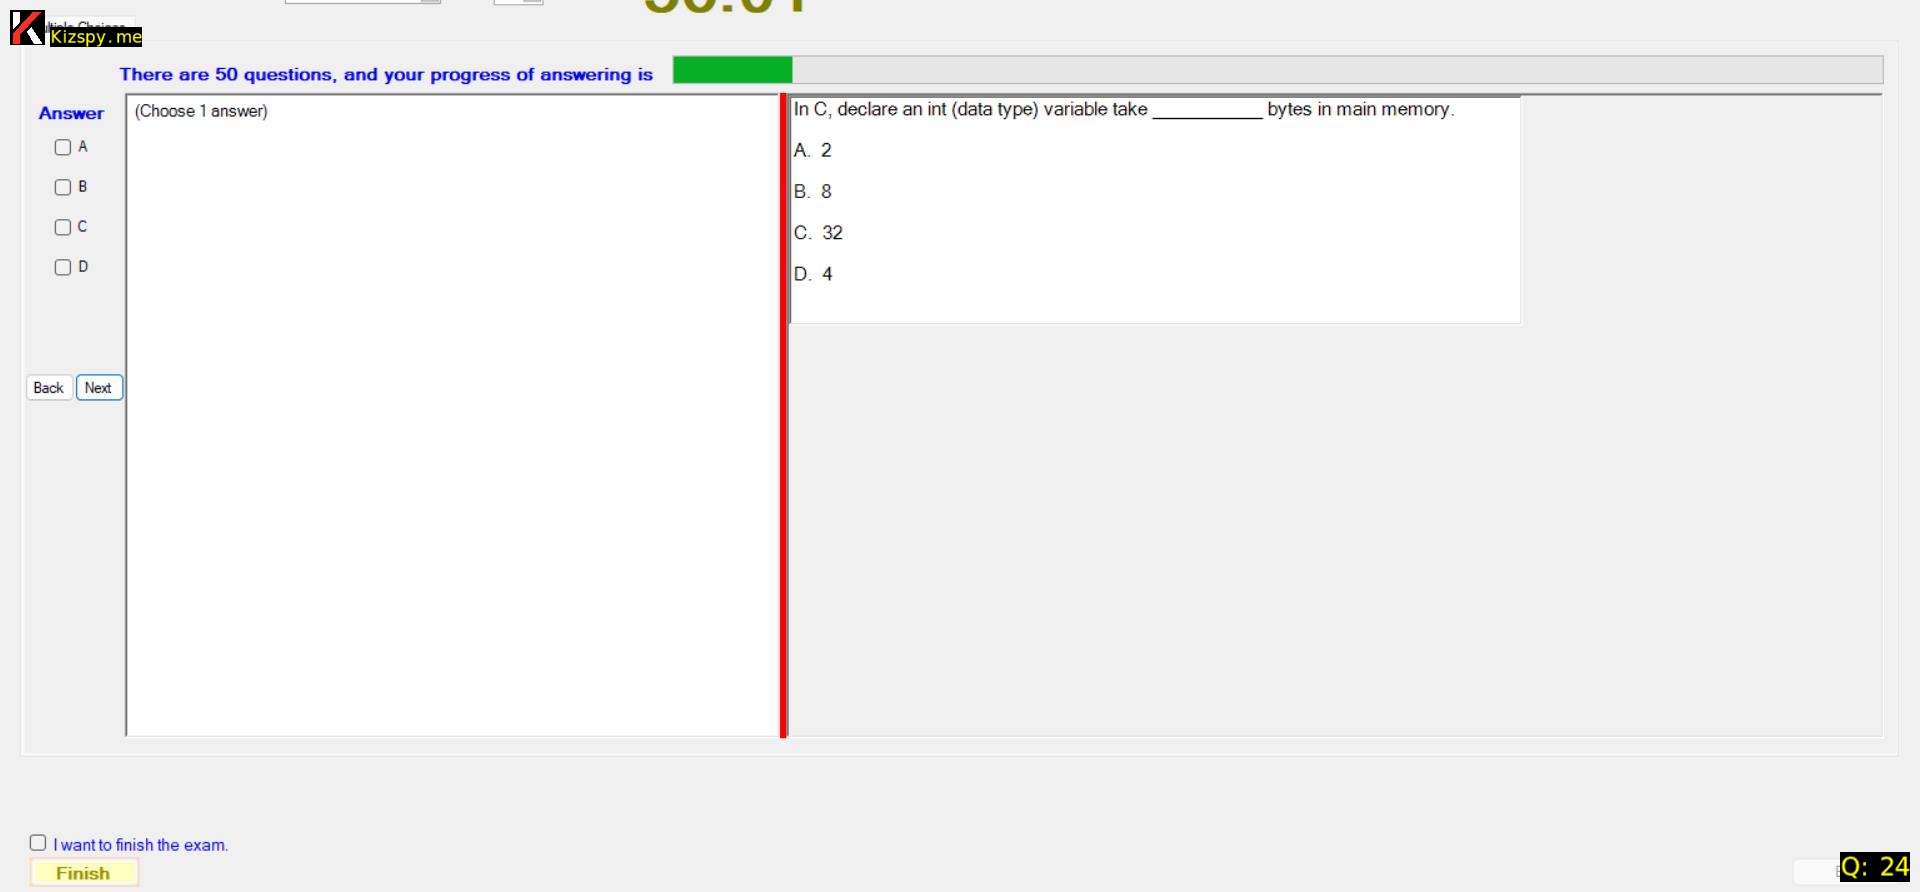 Kizspy.me
There are 50 questions, and your progress of answering is
Answer
(Choose 1 answer)
A
B
C
D
Back
Next
In C, declare an int (data type) variable take ___________ bytes in main memory.
A. 2
B. 8
C. 32
D. 4
I want to finish the exam.
Finish
Q: 24